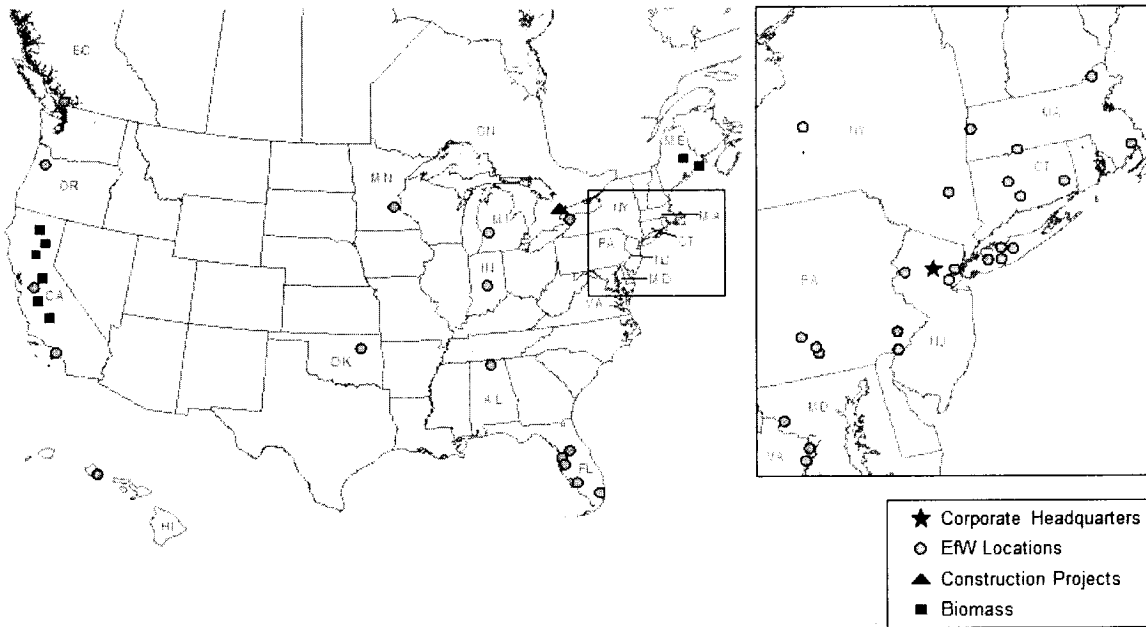 BC
ON
ME
MN
OR
MI
NY
MA
CT
PA
NJ
IN
MD
VA
CA
OK
AL
FL
HI
NY
MA
CT
PA
NJ
MD
VA
Corporate Headquarters
EfW Locations
Construction Projects
Biomass